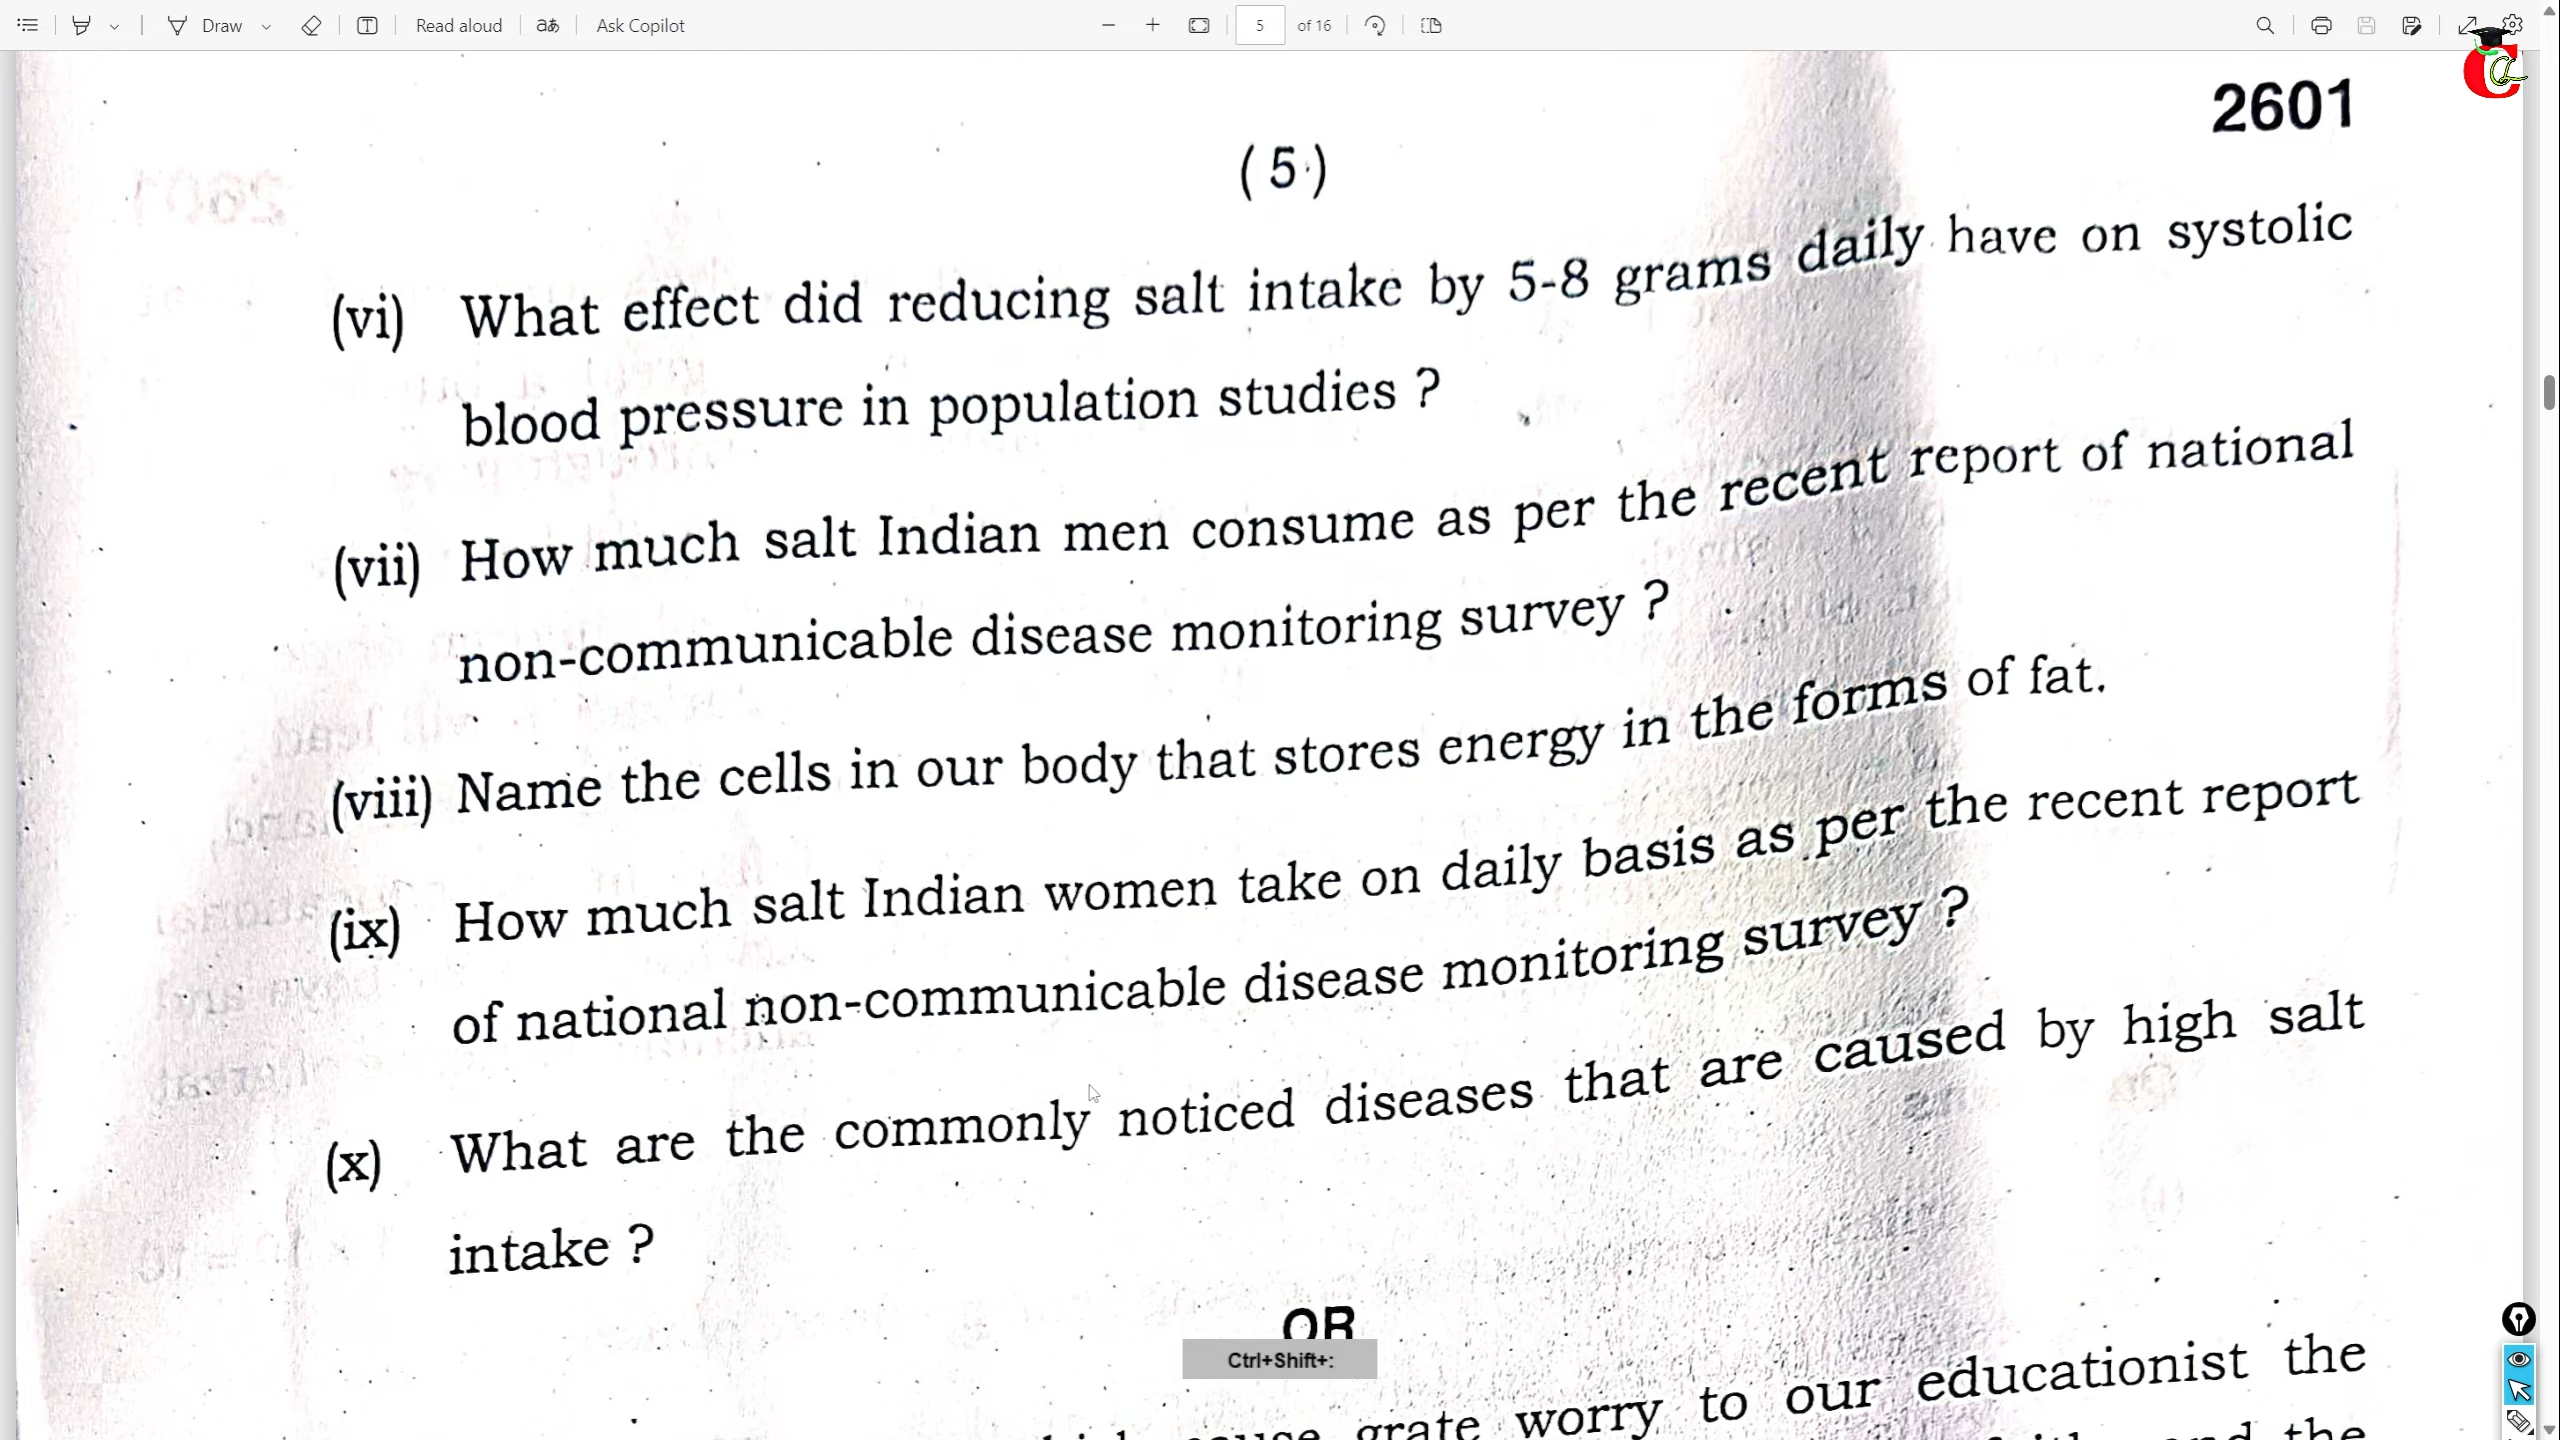 Draw
Read aloud
aあ
Ask Copilot
5
of 16
2601
(5)
(vi) What effect did reducing salt intake by 5-8 grams daily have on systolic
blood pressure in population studies ?
(vii) How much salt Indian men consume as per the recent report of national
non-communicable disease monitoring survey ?
(viii) Name the cells in our body that stores energy in the forms of fat.
(ix) How much salt Indian women take on daily basis as per the recent report
of national non-communicable disease monitoring survey ?
(x) What are the commonly noticed diseases that are caused by high salt
intake ?
OR
Ctrl+Shift+:
grate worry to our educationist the
and the